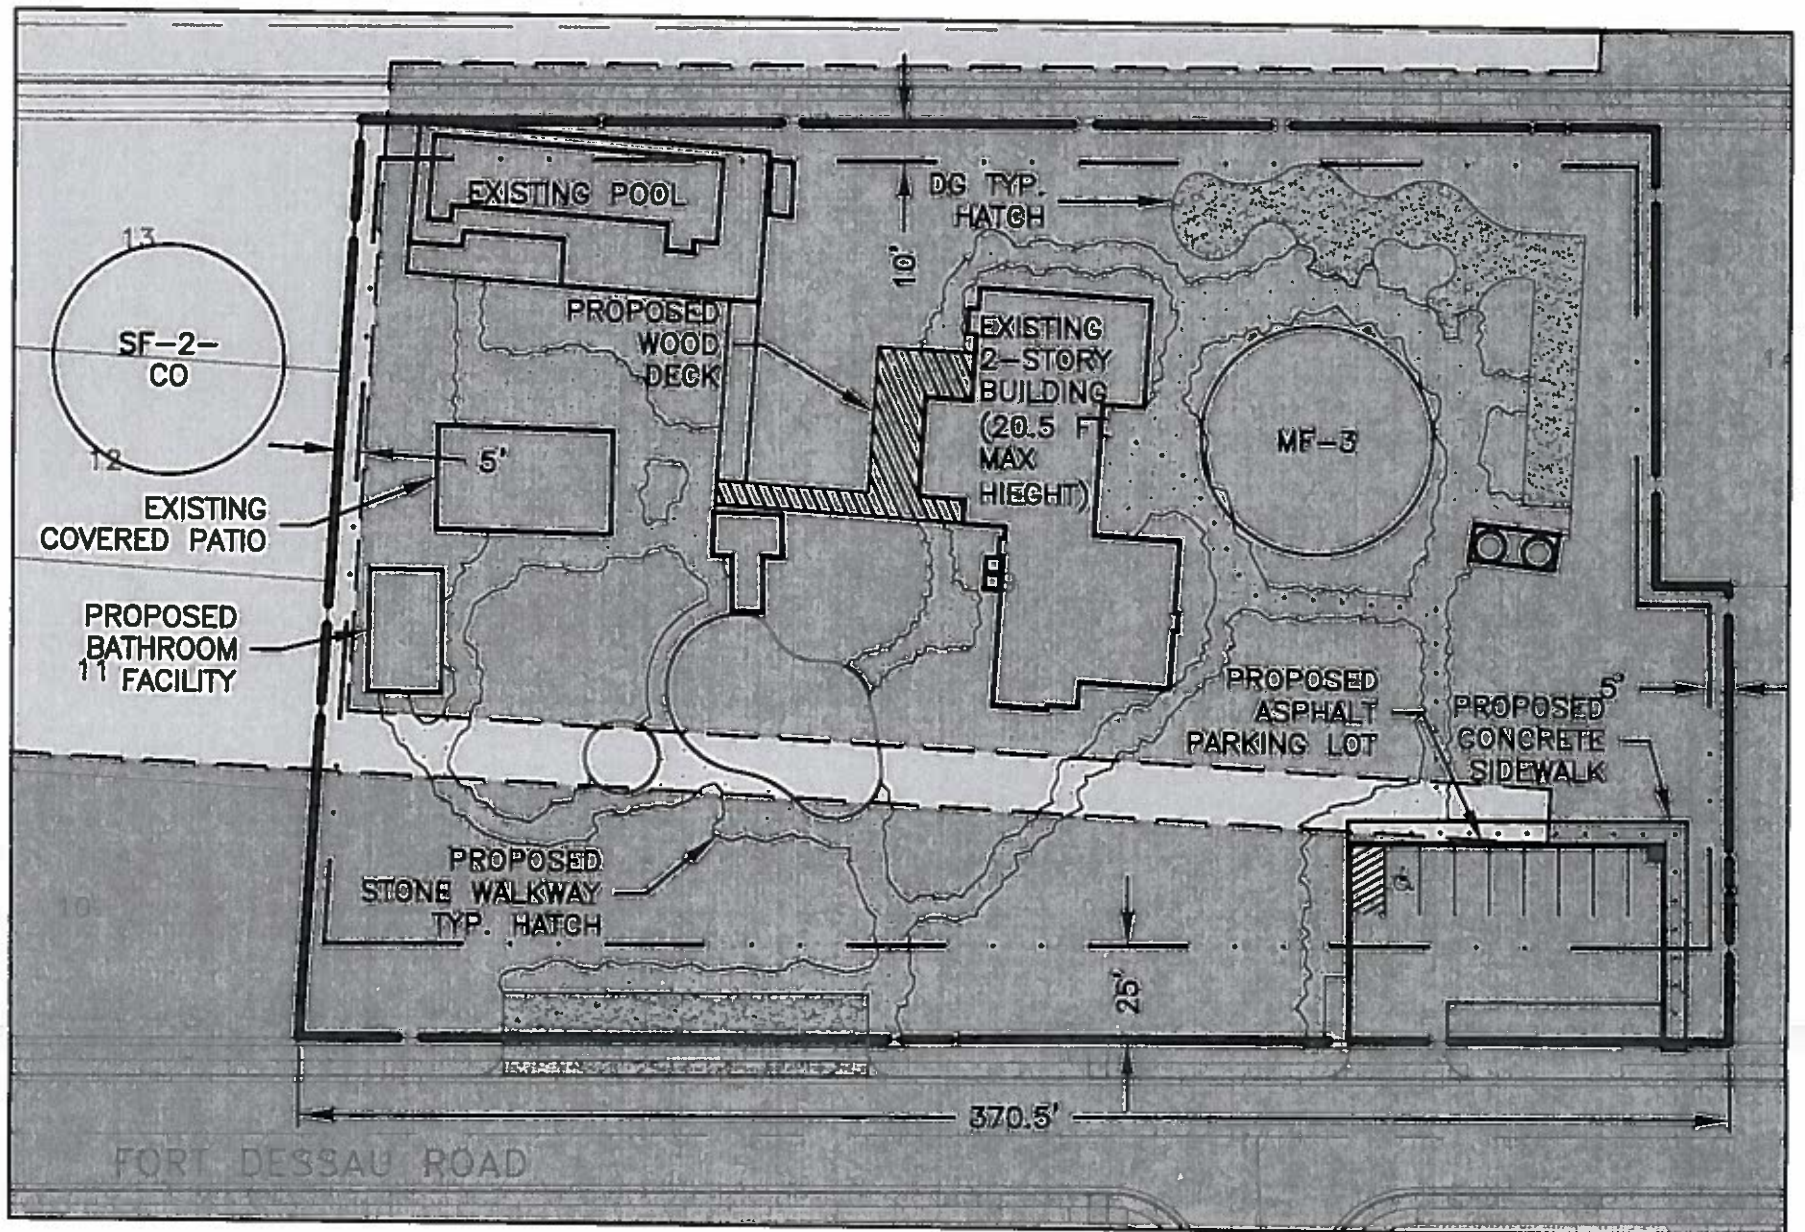 EXISTING POOL
DG TYP.
HATCH
10'
13
SF-2-
CO
12
PROPOSED
WOOD
DECK
EXISTING
2-STORY
BUILDING
(20.5 FT
MAX
HIEGHT)
MF-3
5'
EXISTING
COVERED PATIO
PROPOSED
BATHROOM
11 FACILITY
PROPOSED
ASPHALT
PARKING LOT
5'
PROPOSED
CONCRETE
SIDEWALK
PROPOSED
STONE WALKWAY
TYP. HATCH
10
25'
370.5'
FORT DESSAU ROAD